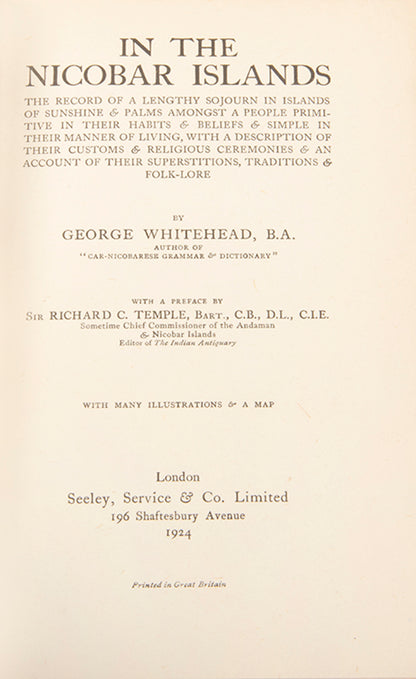 IN THE
NICOBAR ISLANDS
THE RECORD OF A LENGTHY SOJOURN IN ISLANDS
OF SUNSHINE & PALMS AMONGST A PEOPLE PRIMI-
TIVE IN THEIR HABITS & BELIEFS & SIMPLE IN
THEIR MANNER OF LIVING, WITH A DESCRIPTION OF
THEIR CUSTOMS & RELIGIOUS CEREMONIES & AN
ACCOUNT OF THEIR SUPERSTITIONS, TRADITIONS &
FOLK-LORE
BY
GEORGE WHITEHEAD, B.A.
AUTHOR OF
"CAR-NICOBARESE GRAMMAR & DICTIONARY"
WITH A PREFACE BY
SIR RICHARD C. TEMPLE, BART., C.B., D.L., C.I.E.
Sometime Chief Commissioner of the Andaman
& Nicobar Islands
Editor of The Indian Antiquary
WITH MANY ILLUSTRATIONS & A MAP
London
Seeley, Service & Co. Limited
196 Shaftesbury Avenue
1924
Printed in Great Britain